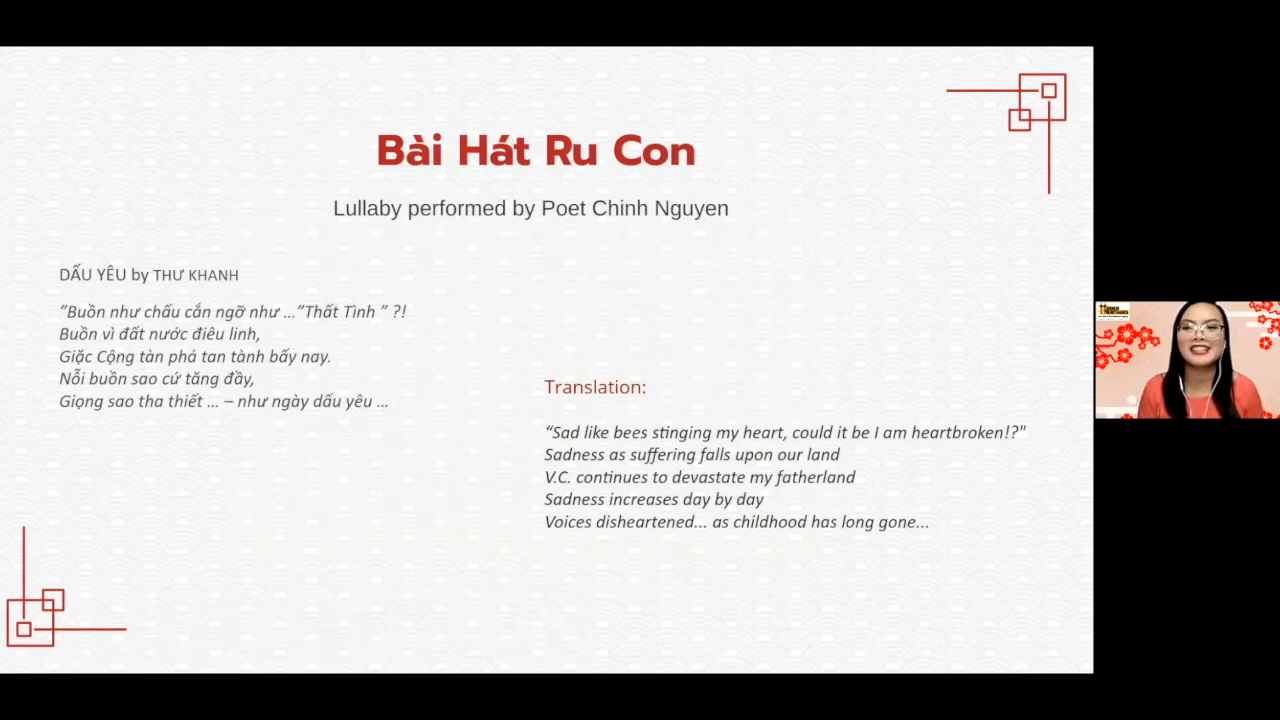 Bài Hát Ru Con
Lullaby performed by Poet Chinh Nguyen
DẤU YÊU by THƯ KHANH
”Buồn như chấu cắn ngỡ như ...”Thất Tình ” ?!
Buồn vì đất nước điêu linh,
Giặc Cộng tàn phá tan tành bấy nay.
Nỗi buồn sao cứ tăng đầy,
Giọng sao tha thiết ... – như ngày dấu yêu ...
Translation:
“Sad like bees stinging my heart, could it be I am heartbroken!?"
Sadness as suffering falls upon our land
V.C. continues to devastate my fatherland
Sadness increases day by day
Voices disheartened... as childhood has long gone...